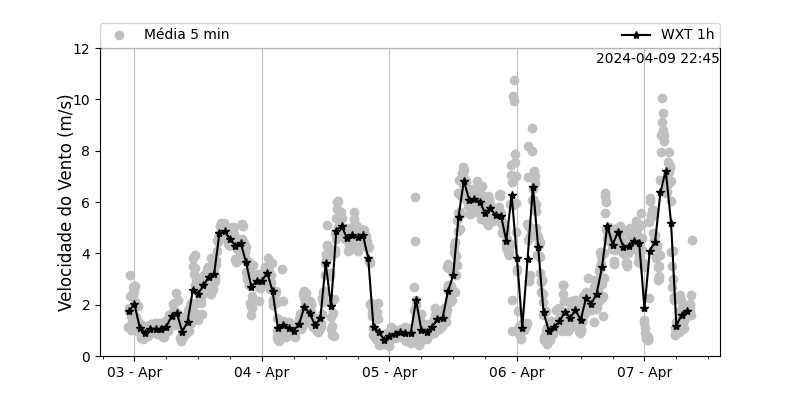 Média 5 min
WXT 1h
2024-04-09 22:45
Velocidade do Vento (m/s)
12
10
8
6
4
2
0
03 - Apr
04 - Apr
05 - Apr
06 - Apr
07 - Apr